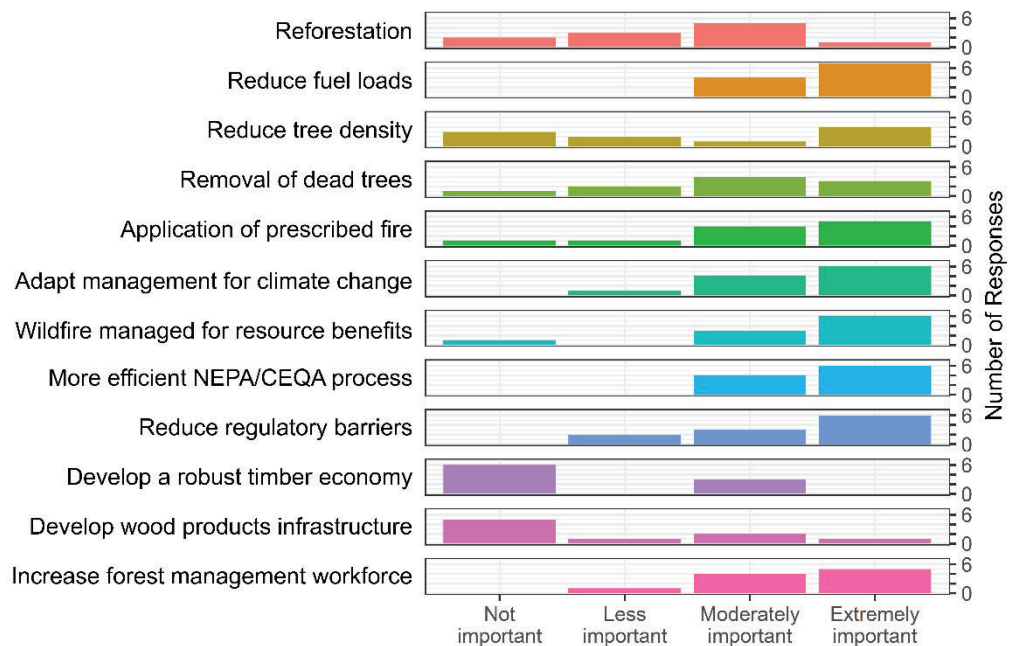 Reforestation
6
0
Reduce fuel loads
6
0
Reduce tree density
6
0
Removal of dead trees
6
0
Application of prescribed fire
6
0
Adapt management for climate change
6
0
Wildfire managed for resource benefits
6
0
More efficient NEPA/CEQA process
6
0
Reduce regulatory barriers
6
0
Develop a robust timber economy
6
0
Develop wood products infrastructure
6
0
Increase forest management workforce
6
0
Number of Responses
Not
important
Less
important
Moderately
important
Extremely
important